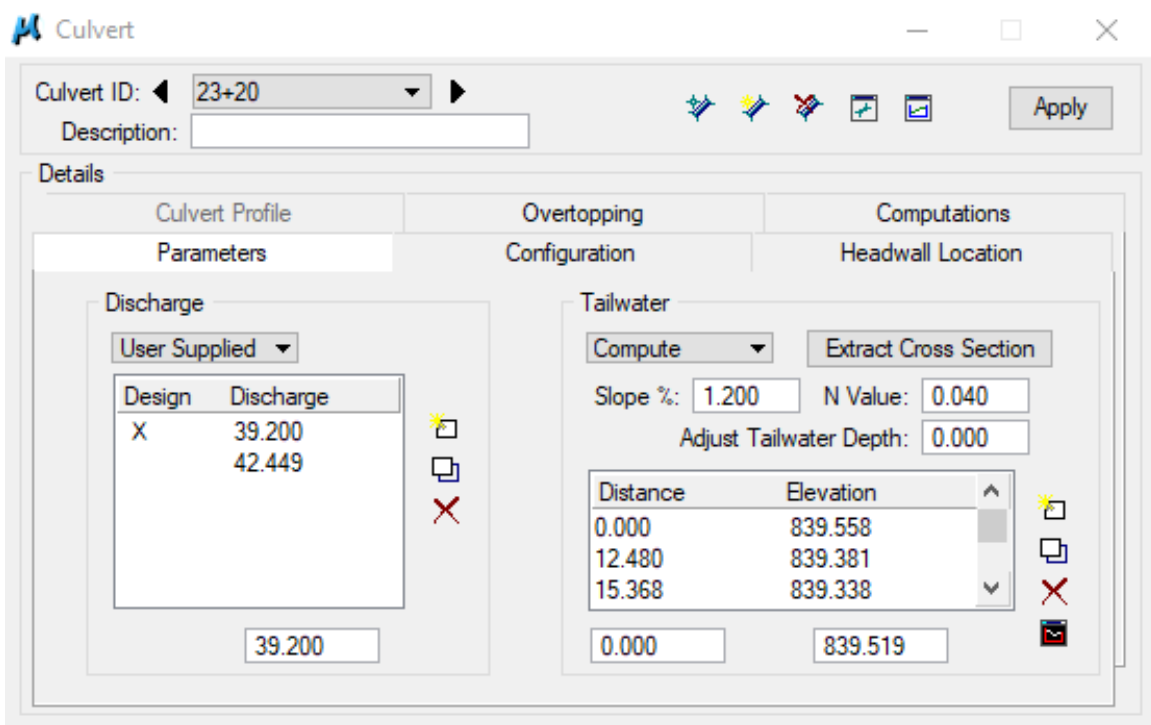 Culvert
Culvert ID: 23+20
Apply
Description:
Details
Culvert Profile Overtopping Computations
Parameters Configuration Headwall Location
Discharge
User Supplied
Design Discharge
X 39.200
42.449
39.200
Tailwater
Compute Extract Cross Section
Slope %: 1.200 N Value: 0.040
Adjust Tailwater Depth: 0.000
Distance Elevation
0.000 839.558
12.480 839.381
15.368 839.338
0.000 839.519